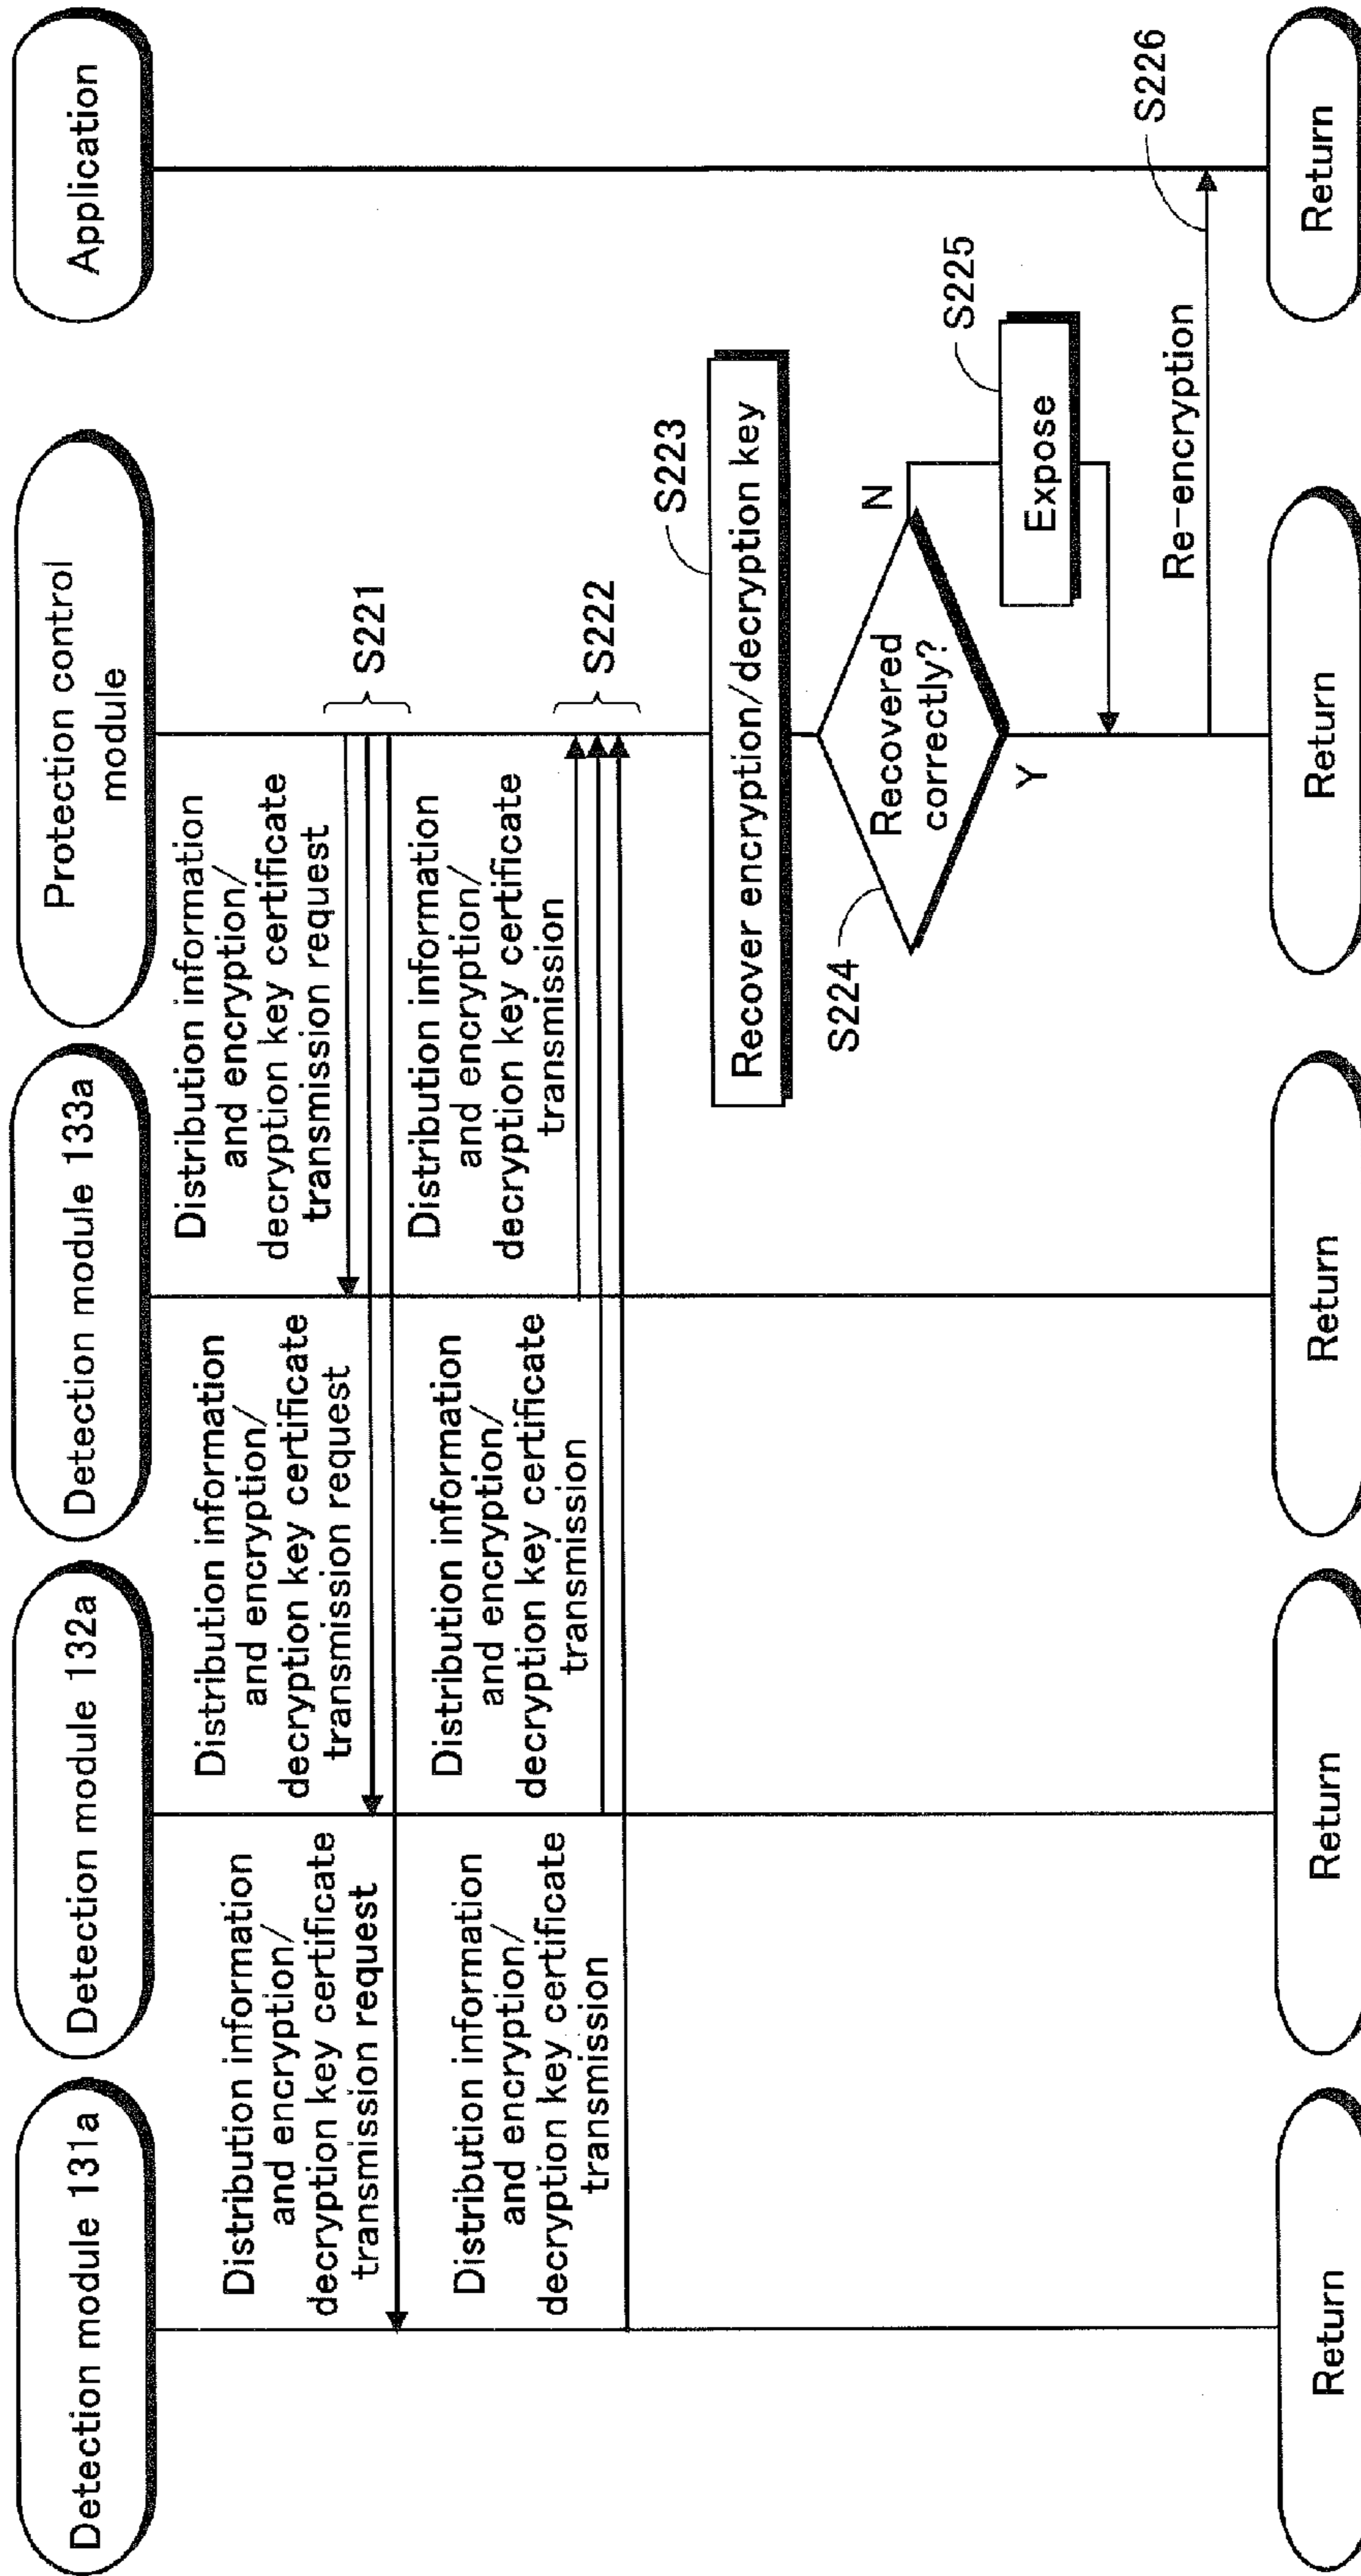 Detection module 131a
Detection module 132a
Detection module 133a
Protection control
module
Application
Distribution information
and encryption/
decryption key certificate
transmission request
Distribution information
and encryption/
decryption key certificate
transmission request
Distribution information
and encryption/
decryption key certificate
transmission request
S221
Distribution information
and encryption/
decryption key certificate
transmission
Distribution information
and encryption/
decryption key certificate
transmission
Distribution information
and encryption/
decryption key certificate
transmission
S222
S223
Recover encryption/decryption key
S224
Recovered
correctly?
N
Y
S225
Expose
Re-encryption
S226
Return
Return
Return
Return
Return